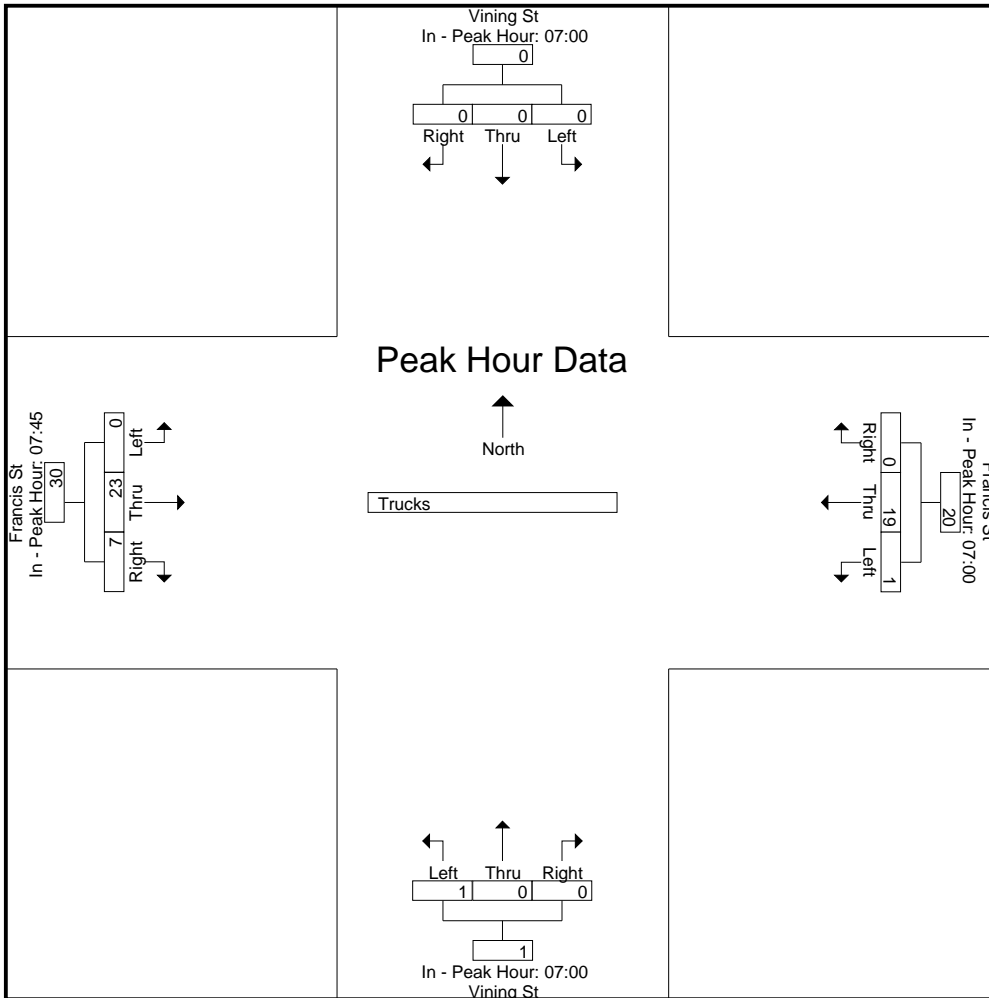 Vining St
In - Peak Hour: 07:00
0
0 0 0
Right Thru Left
Peak Hour Data
North
Trucks
Francis St
In - Peak Hour: 07:45
30
0 23 7
Left Thru Right
Francis St
In - Peak Hour: 07:00
20
0 19 1
Right Thru Left
Left Thru Right
1 0 0
1
In - Peak Hour: 07:00
Vining St